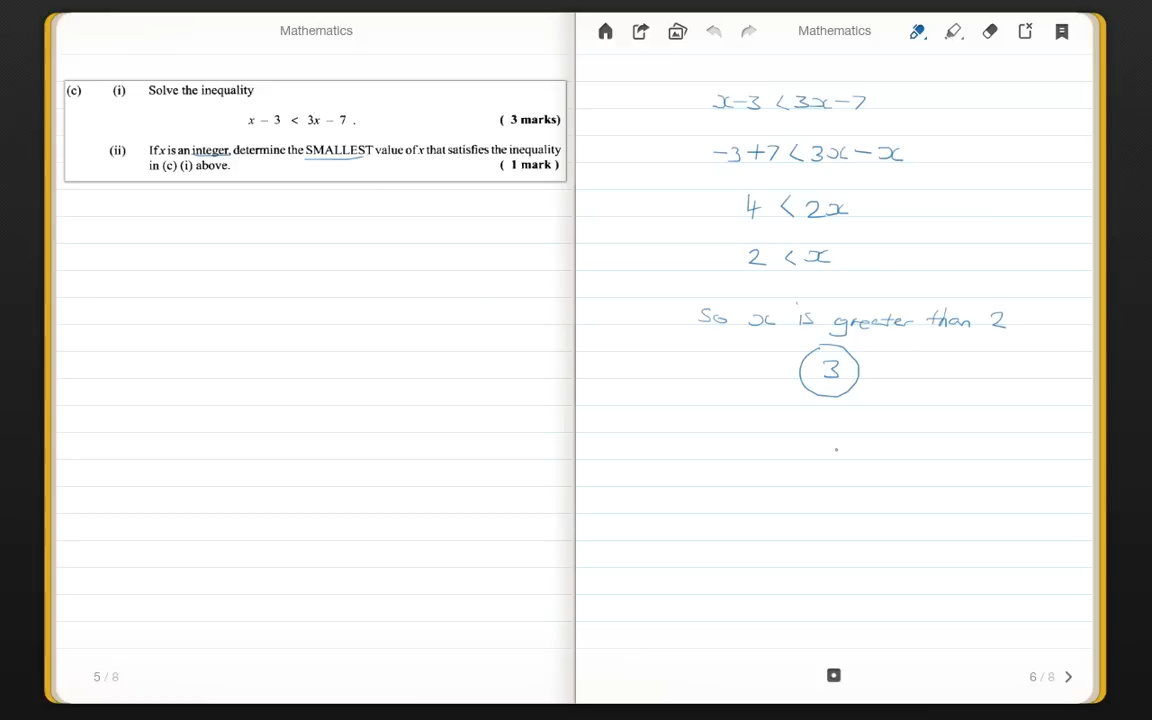 Mathematics
(c) (i) Solve the inequality
x − 3 < 3x − 7 . ( 3 marks)
(ii) If x is an integer, determine the SMALLEST value of x that satisfies the inequality
in (c) (i) above. ( 1 mark )
5 / 8
Mathematics
x−3 < 3x−7
−3+7 < 3x − x
4 < 2x
2 < x
So x is greater than 2
3
6 / 8